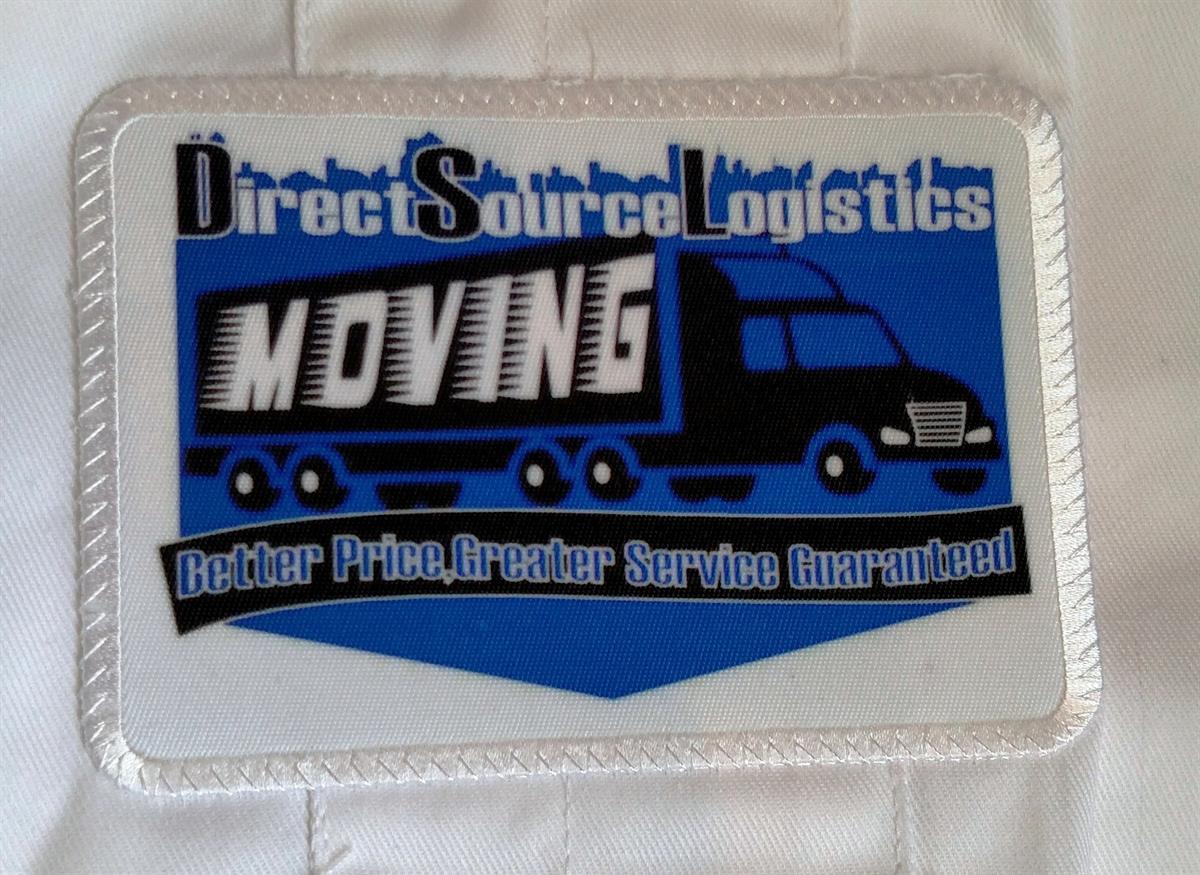 DirectSourceLogistics
MOVING
Better Price,Greater Service Guaranteed